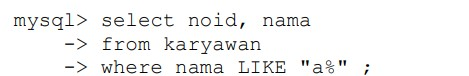 mysql> select noid, nama
-> from karyawan
-> where nama LIKE "a%" ;